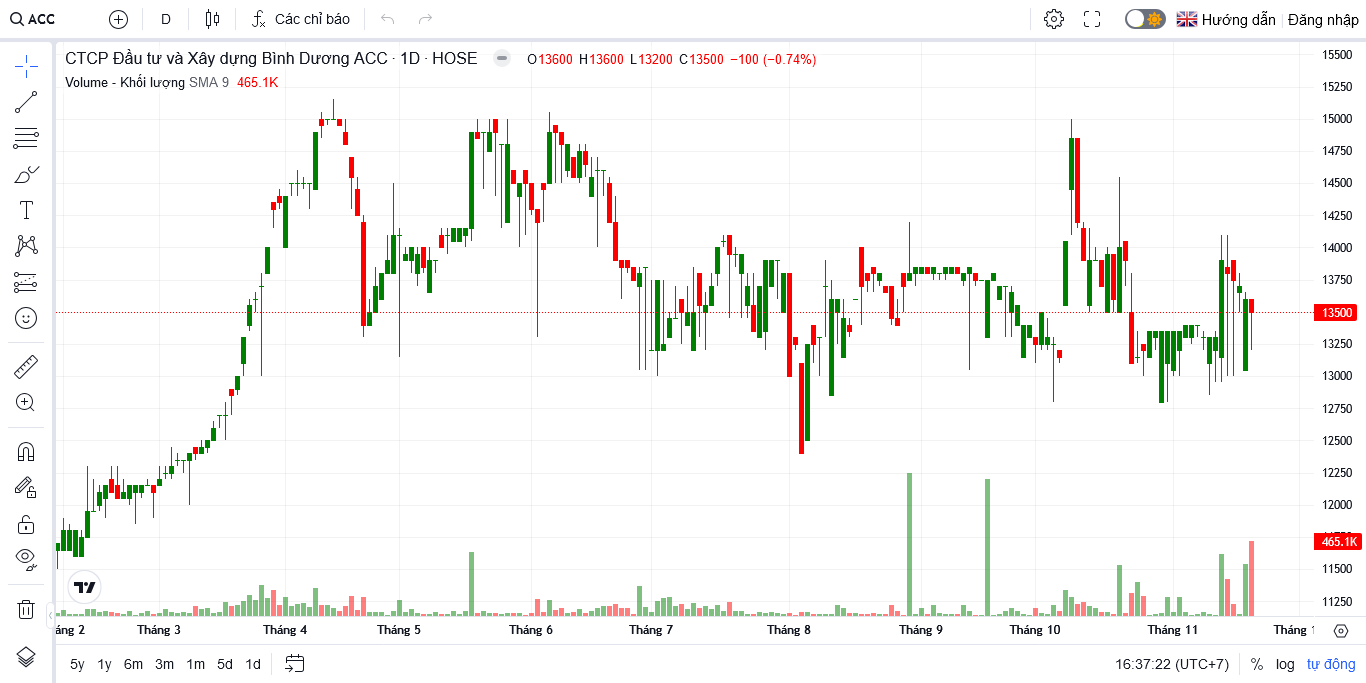 ACC D Các chỉ báo Hướng dẫn Đăng nhập
CTCP Đầu tư và Xây dựng Bình Dương ACC · 1D · HOSE O13600 H13600 L13200 C13500 −100 (−0.74%)
Volume - Khối lượng SMA 9 465.1K
15500
15250
15000
14750
14500
14250
14000
13750
13500
13250
13000
12750
12500
12250
12000
465.1K
11500
11250
áng 2 Tháng 3 Tháng 4 Tháng 5 Tháng 6 Tháng 7 Tháng 8 Tháng 9 Tháng 10 Tháng 11 Tháng 1
5y 1y 6m 3m 1m 5d 1d 16:37:22 (UTC+7) % log tự động